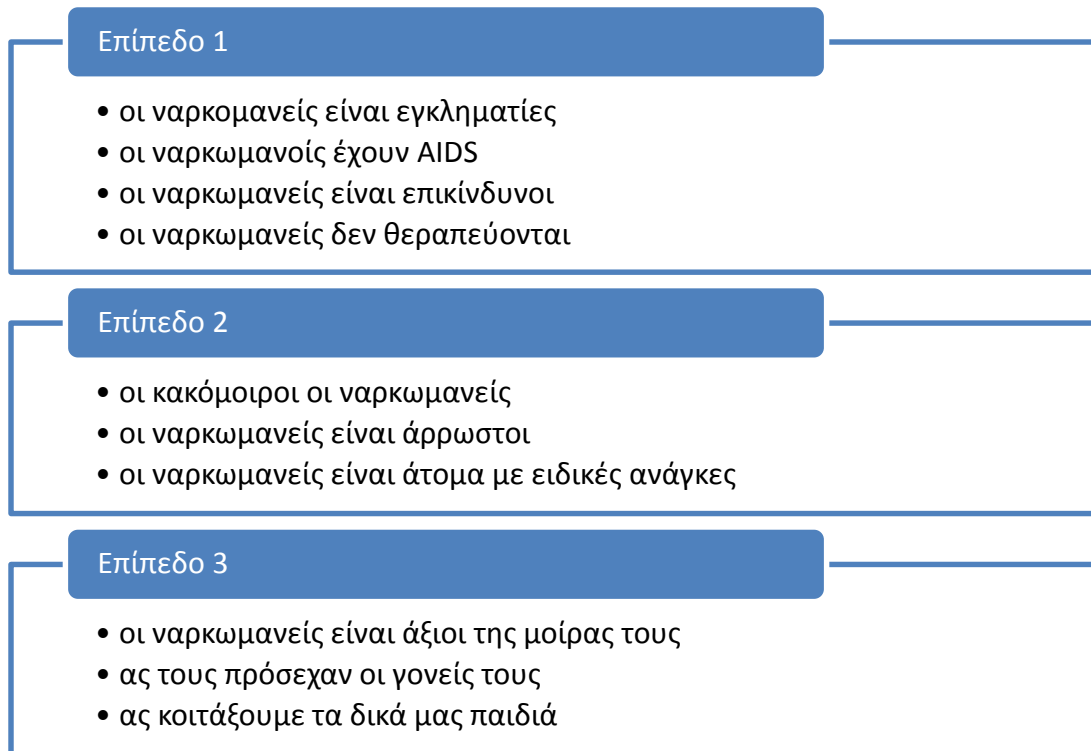 Επίπεδο 1
• οι ναρκομανείς είναι εγκληματίες
• οι ναρκωμανοίς έχουν AIDS
• οι ναρκωμανείς είναι επικίνδυνοι
• οι ναρκωμανείς δεν θεραπεύονται
Επίπεδο 2
• οι κακόμοιροι οι ναρκωμανείς
• οι ναρκωμανείς είναι άρρωστοι
• οι ναρκωμανείς είναι άτομα με ειδικές ανάγκες
Επίπεδο 3
• οι ναρκωμανείς είναι άξιοι της μοίρας τους
• ας τους πρόσεχαν οι γονείς τους
• ας κοιτάξουμε τα δικά μας παιδιά